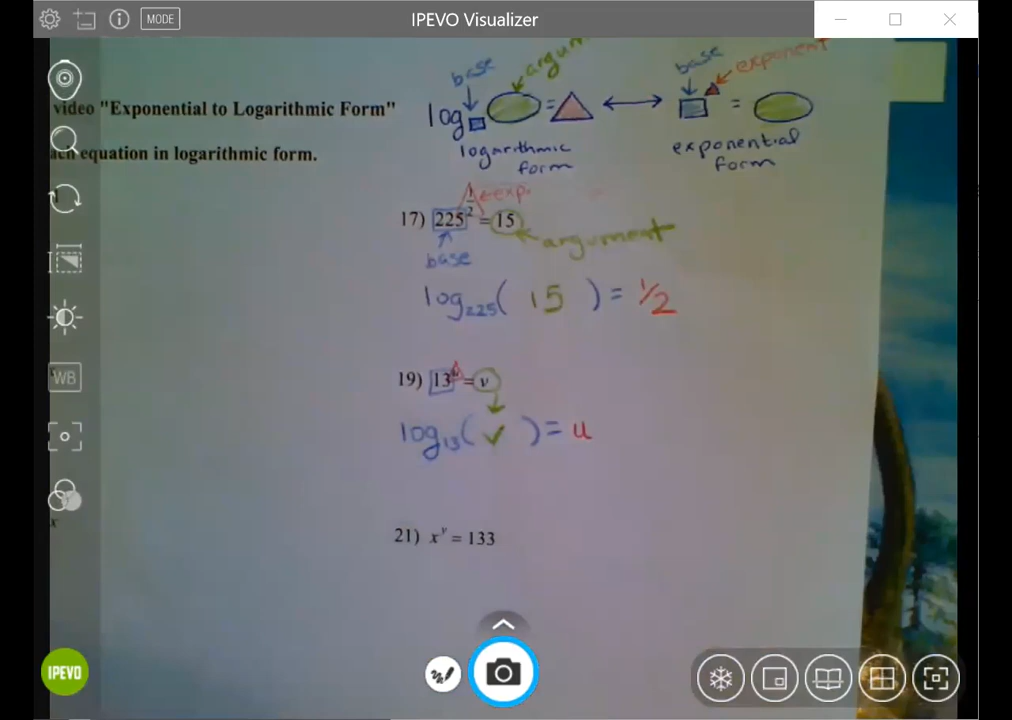 IPEVO Visualizer
MODE
base
argum
base
exponent
video "Exponential to Logarithmic Form"
log = ↔ =
logarithmic form
exponential form
equation in logarithmic form.
exp.
17) 225^1/2 = 15
argument
base
log₂₂₅( 15 ) = 1/2
WB
19) 13^u = v
log₁₃( v ) = u
x
21) x^y = 133
IPEVO